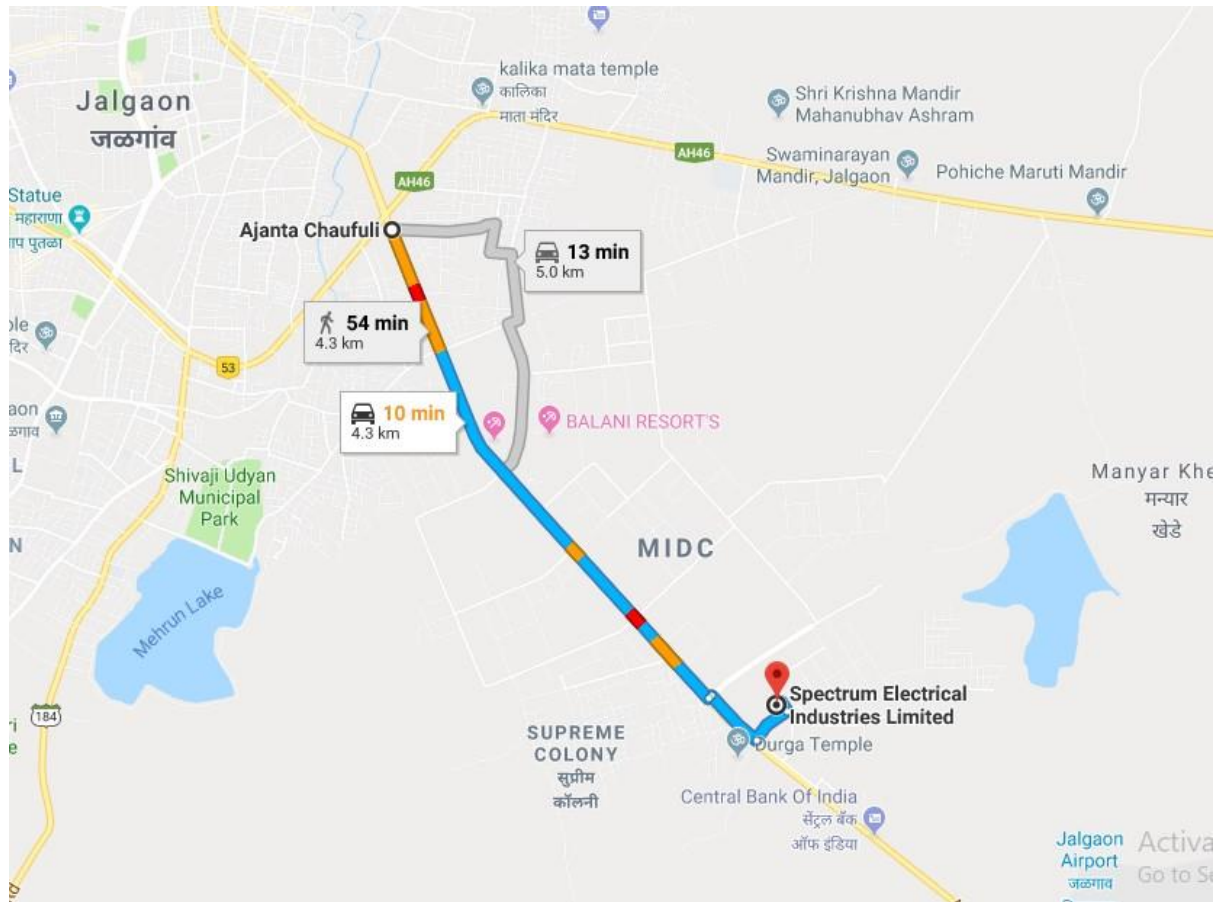 kalika mata temple
कालिका
माता मंदिर
Jalgaon
जळगांव
Shri Krishna Mandir
Mahanubhav Ashram
AH46
Swaminarayan
Mandir, Jalgaon
Pohiche Maruti Mandir
AH46
Statue
महाराणा
प पुतळा
Ajanta Chaufuli
13 min
5.0 km
54 min
4.3 km
53
10 min
4.3 km
BALANI RESORT'S
Shivaji Udyan
Municipal
Park
MIDC
Manyar Khe
मन्यार
खेडे
Mehrun Lake
184
Spectrum Electrical
Industries Limited
Durga Temple
SUPREME
COLONY
सुप्रीम
कॉलनी
Central Bank Of India
सेंट्रल बँक
ऑफ इंडिया
Jalgaon
Airport
जळगाव
Activa
Go to Se